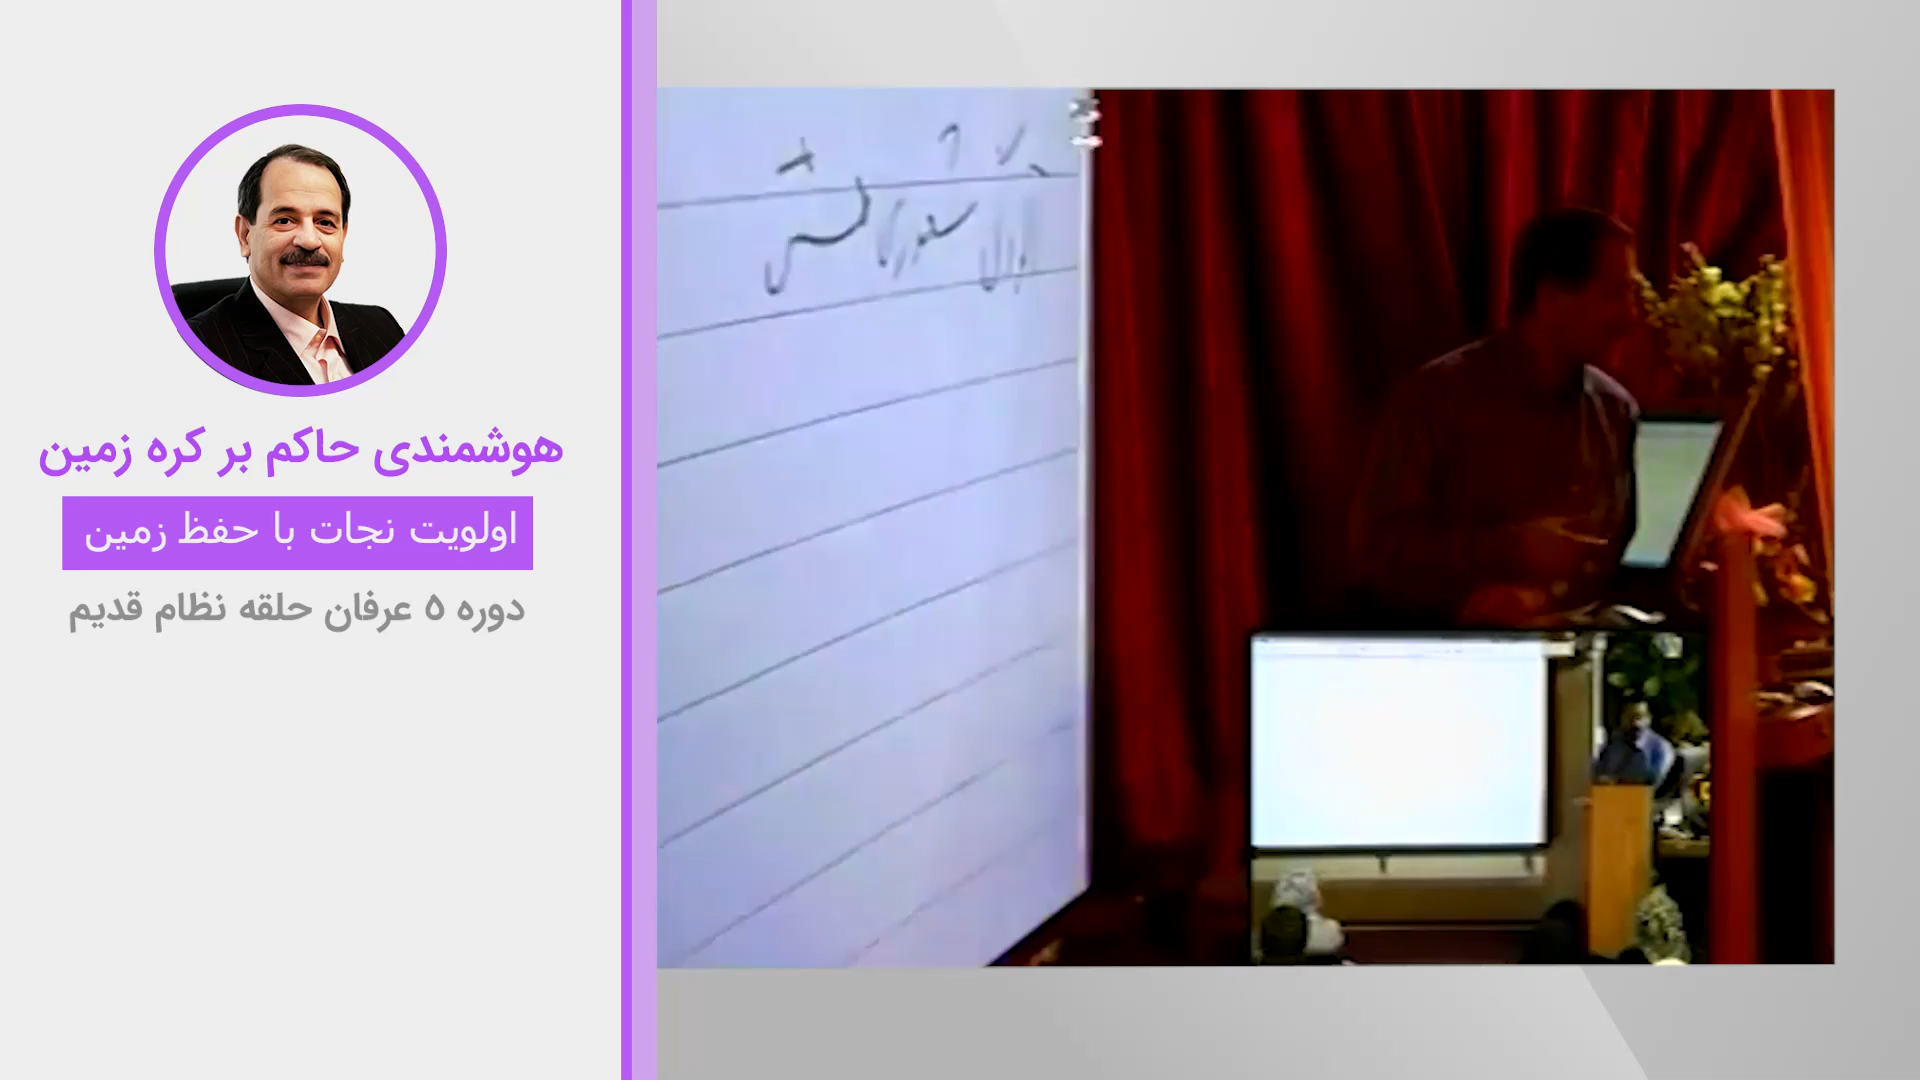 هوشمندی حاکم بر کره زمین
اولویت نجات با حفظ زمین
دوره ۵ عرفان حلقه نظام قدیم